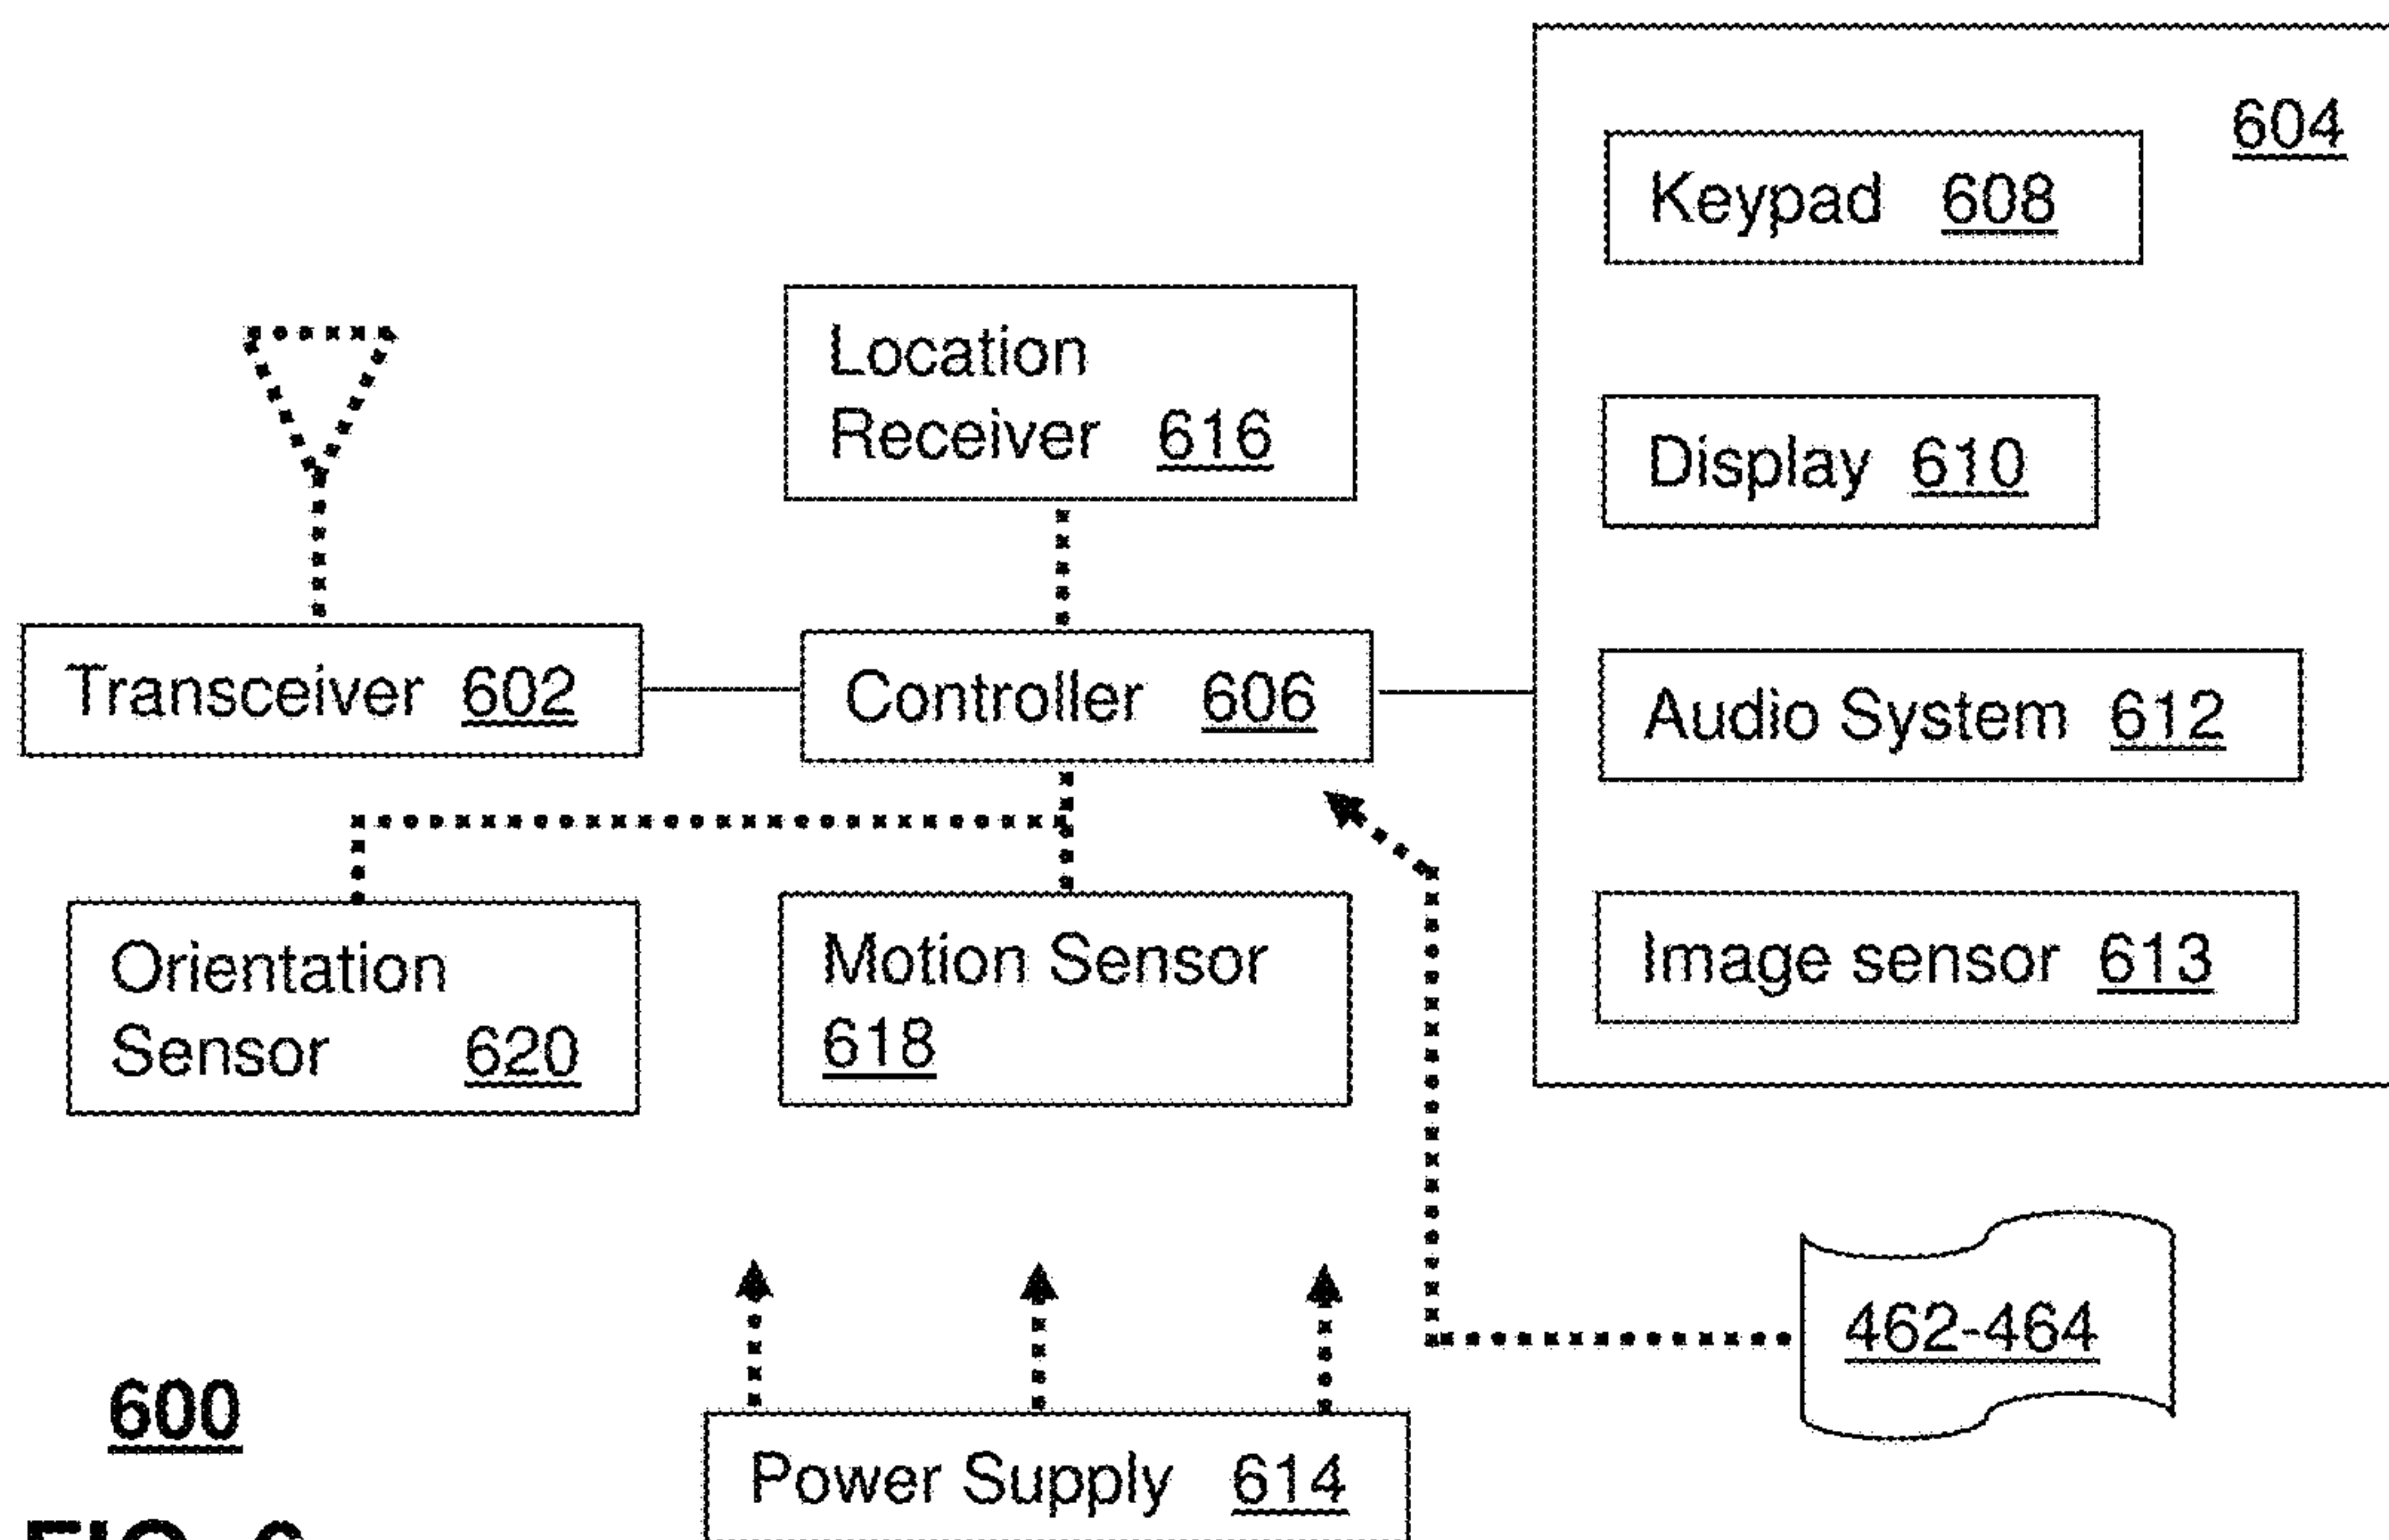 604
Keypad 608
Location
Receiver 616
Display 610
Transceiver 602
Controller 606
Audio System 612
Orientation
Sensor 620
Motion Sensor
618
Image sensor 613
462-464
600
Power Supply 614